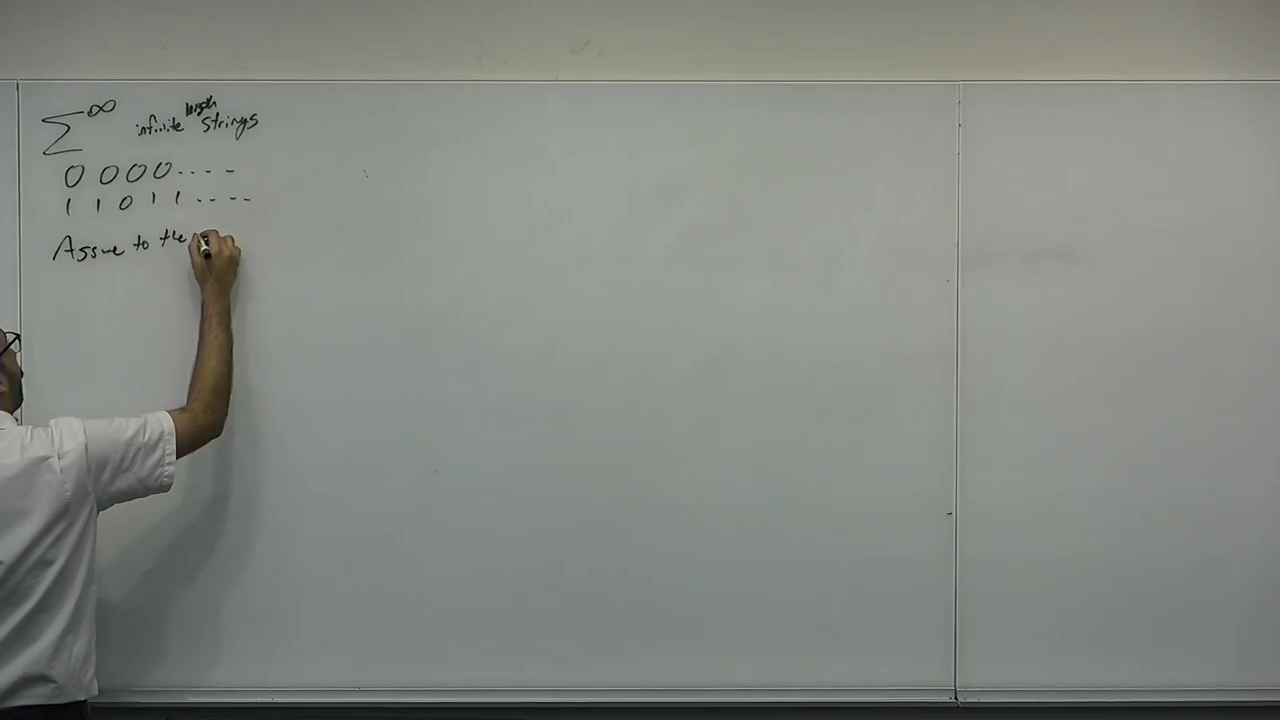 Σ^∞ infinite length strings
0 0 0 0 . . . - -
1 1 0 1 1 . . - - -
Assume to the